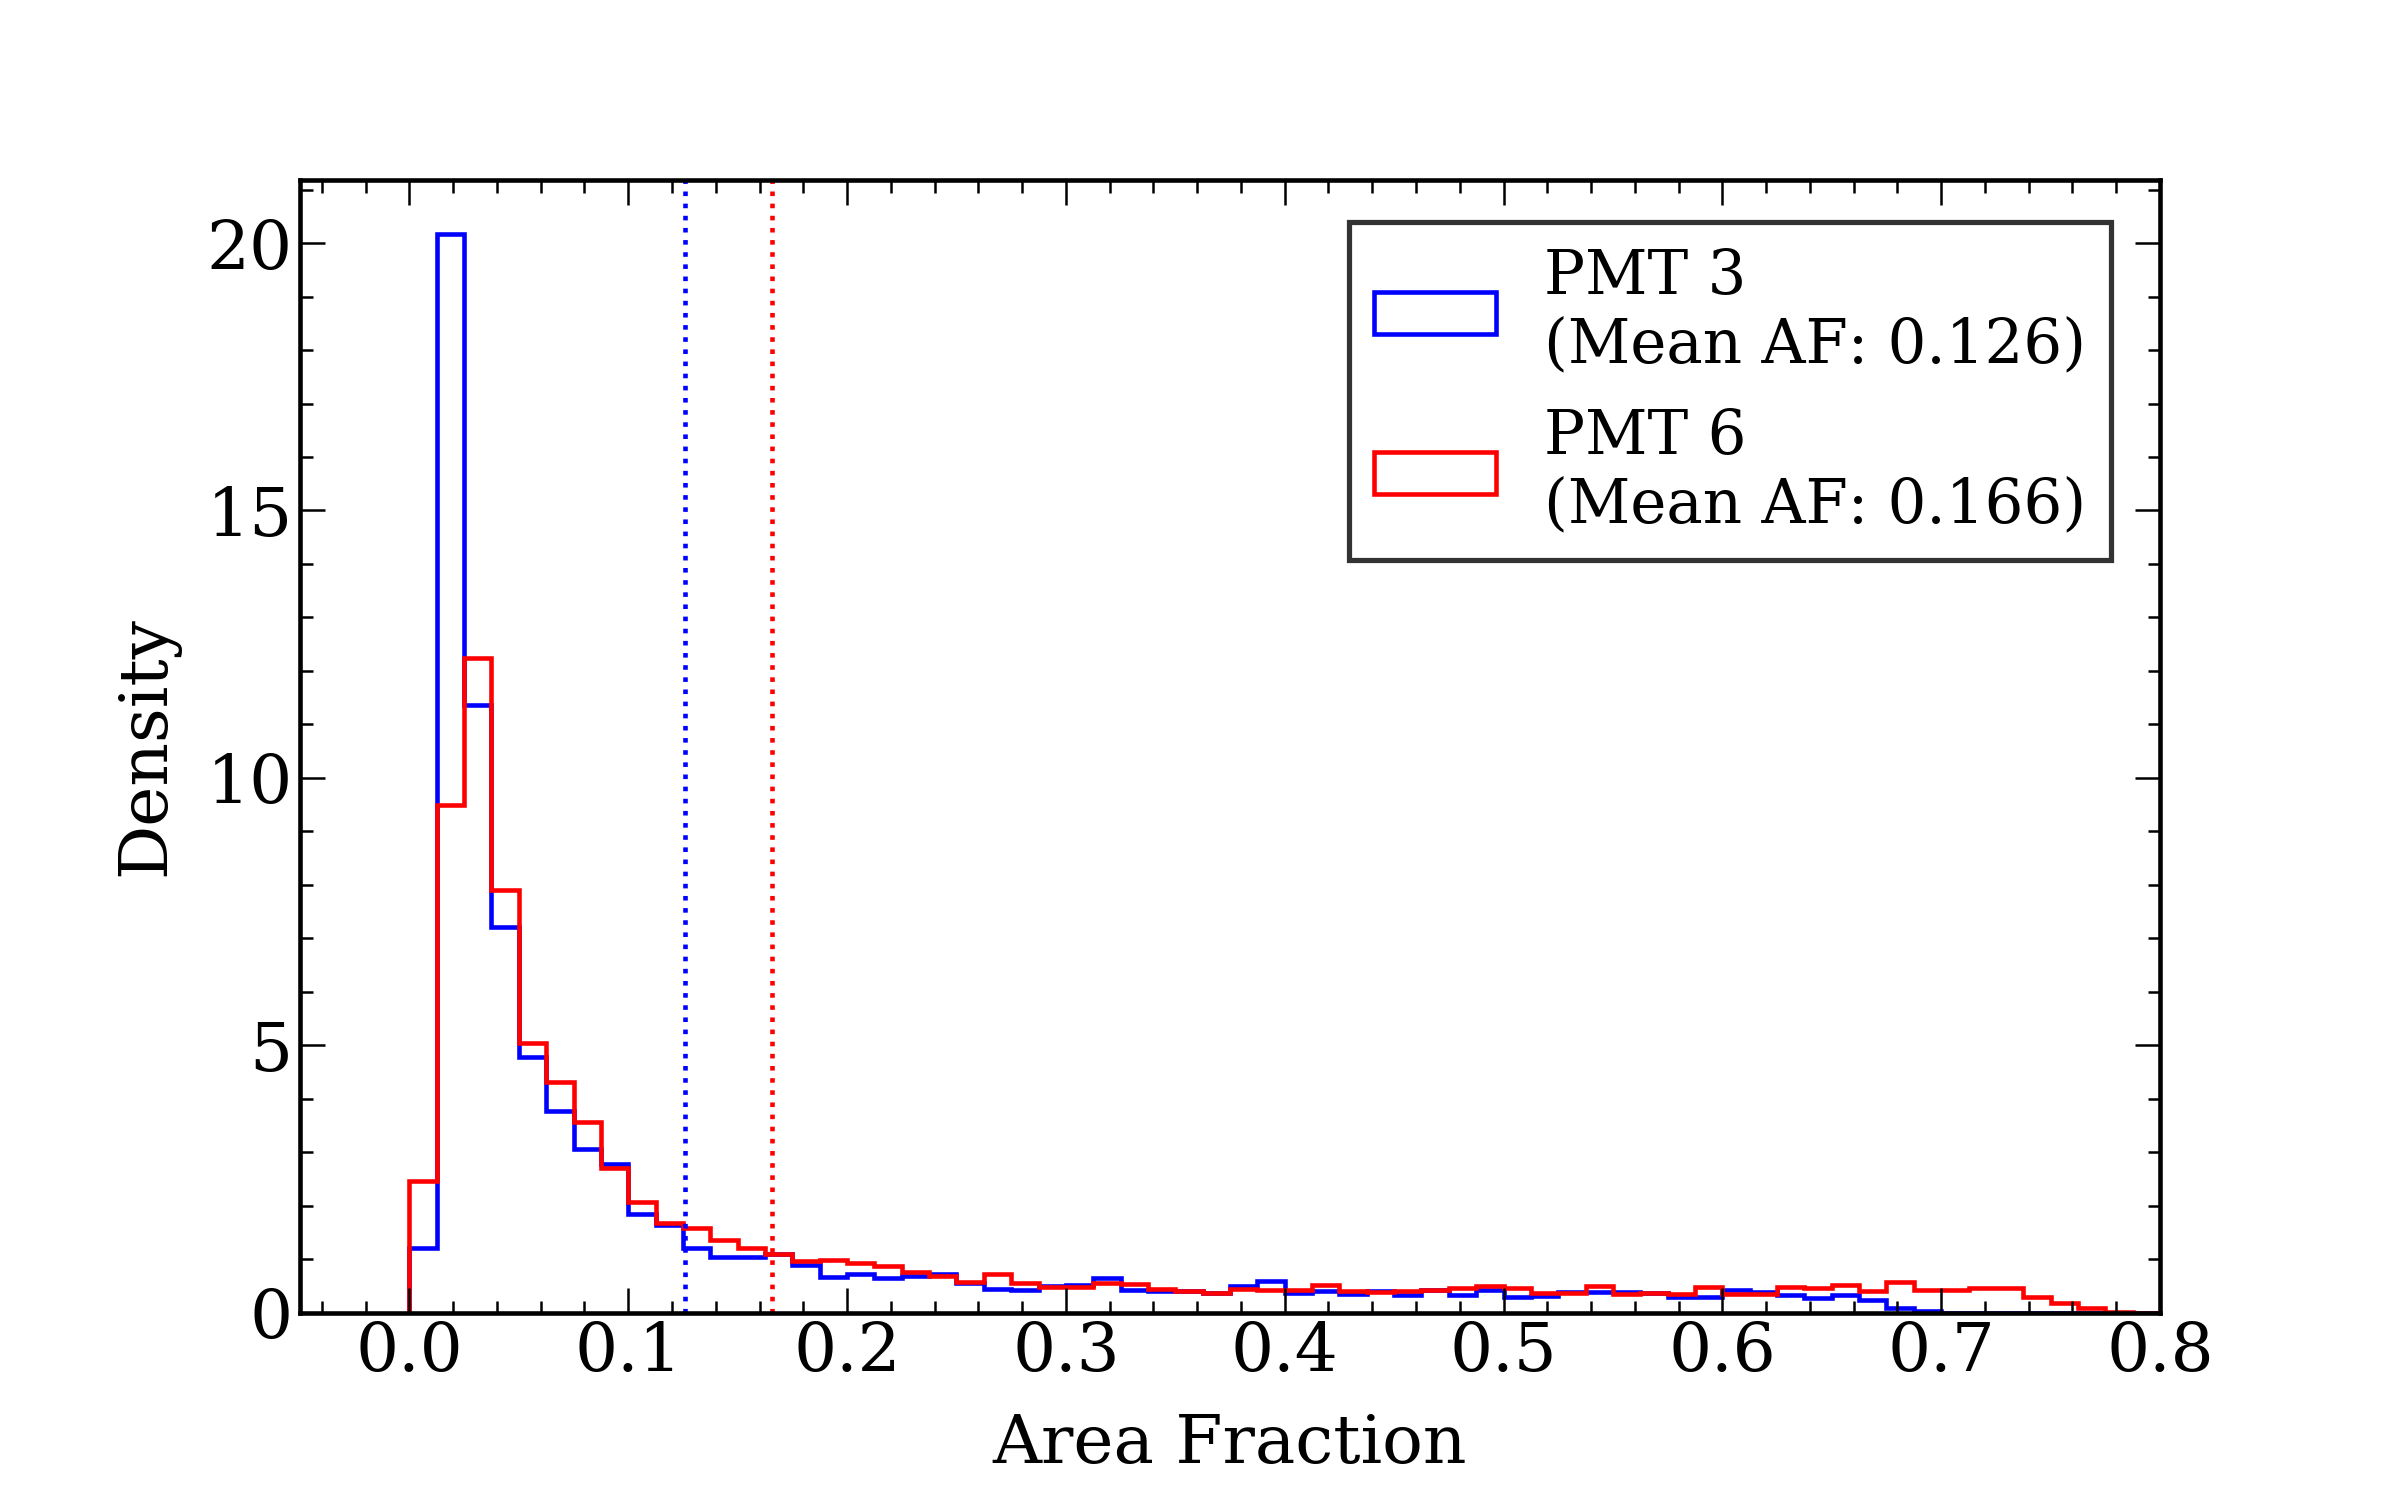 PMT 3
(Mean AF: 0.126)
PMT 6
(Mean AF: 0.166)
20
15
10
5
0
Density
0.0 0.1 0.2 0.3 0.4 0.5 0.6 0.7 0.8
Area Fraction